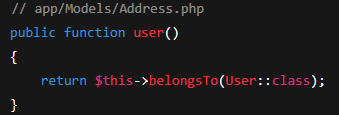 // app/Models/Address.php
public function user()
{
    return $this->belongsTo(User::class);
}